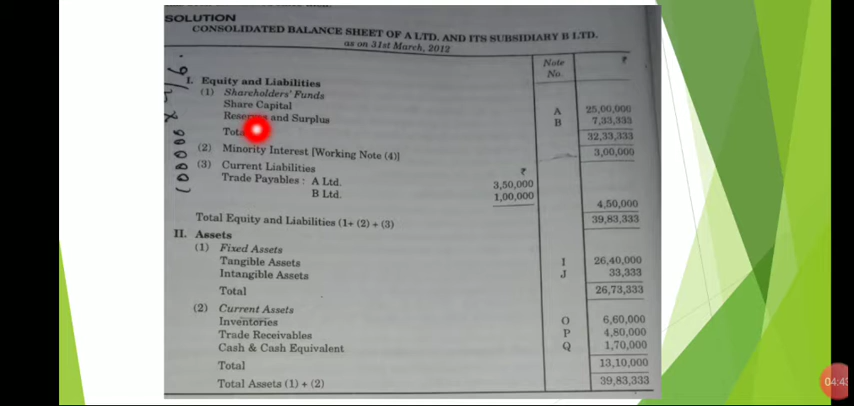 SOLUTION
CONSOLIDATED BALANCE SHEET OF A LTD. AND ITS SUBSIDIARY B LTD.
as on 31st March, 2012
Note No. ₹
I. Equity and Liabilities
(1) Shareholders' Funds
Share Capital A 25,00,000
and Surplus B 7,33,333
32,33,333
(2) Minority Interest [Working Note (4)] 3,00,000
(3) Current Liabilities ₹
Trade Payables : A Ltd. 3,50,000
B Ltd. 1,00,000
4,50,000
Total Equity and Liabilities (1+ (2) + (3) 39,83,333
II. Assets
(1) Fixed Assets
Tangible Assets I 26,40,000
Intangible Assets J 33,333
Total 26,73,333
(2) Current Assets
Inventories O 6,60,000
Trade Receivables P 4,80,000
Cash & Cash Equivalent Q 1,70,000
Total 13,10,000
Total Assets (1) + (2) 39,83,333